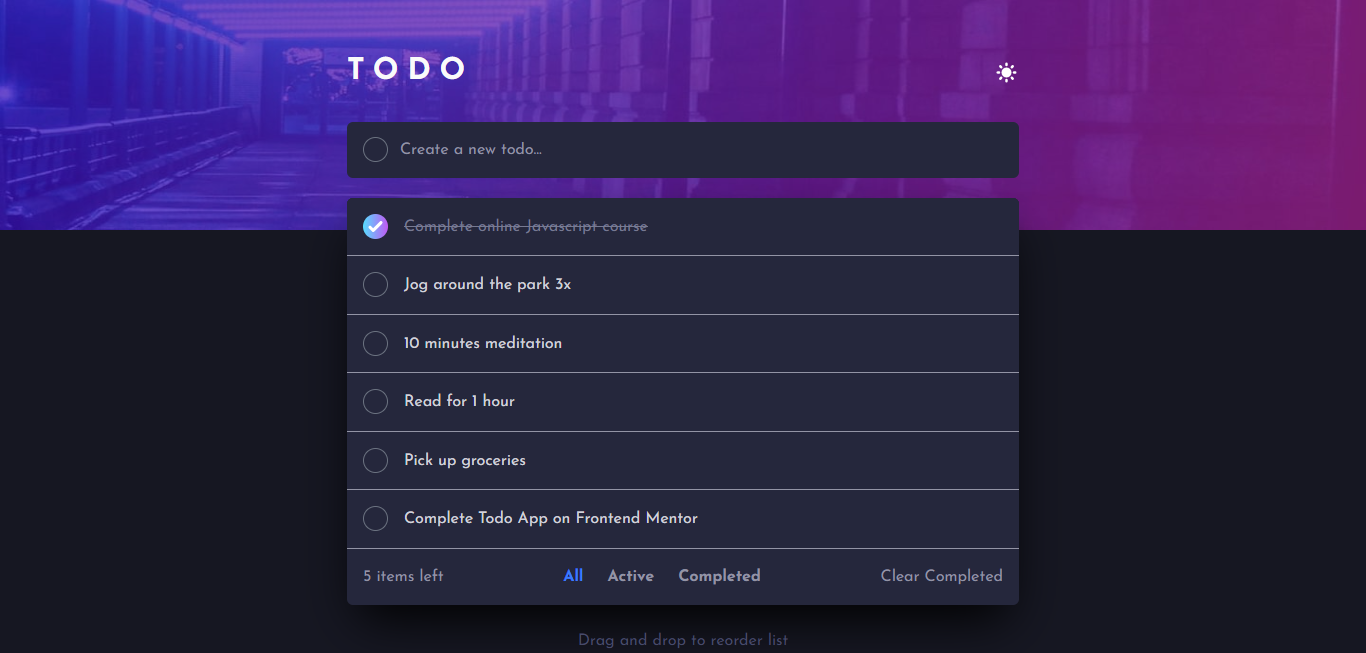 TODO
Create a new todo...
Complete online Javascript course
Jog around the park 3x
10 minutes meditation
Read for 1 hour
Pick up groceries
Complete Todo App on Frontend Mentor
5 items left All Active Completed Clear Completed
Drag and drop to reorder list